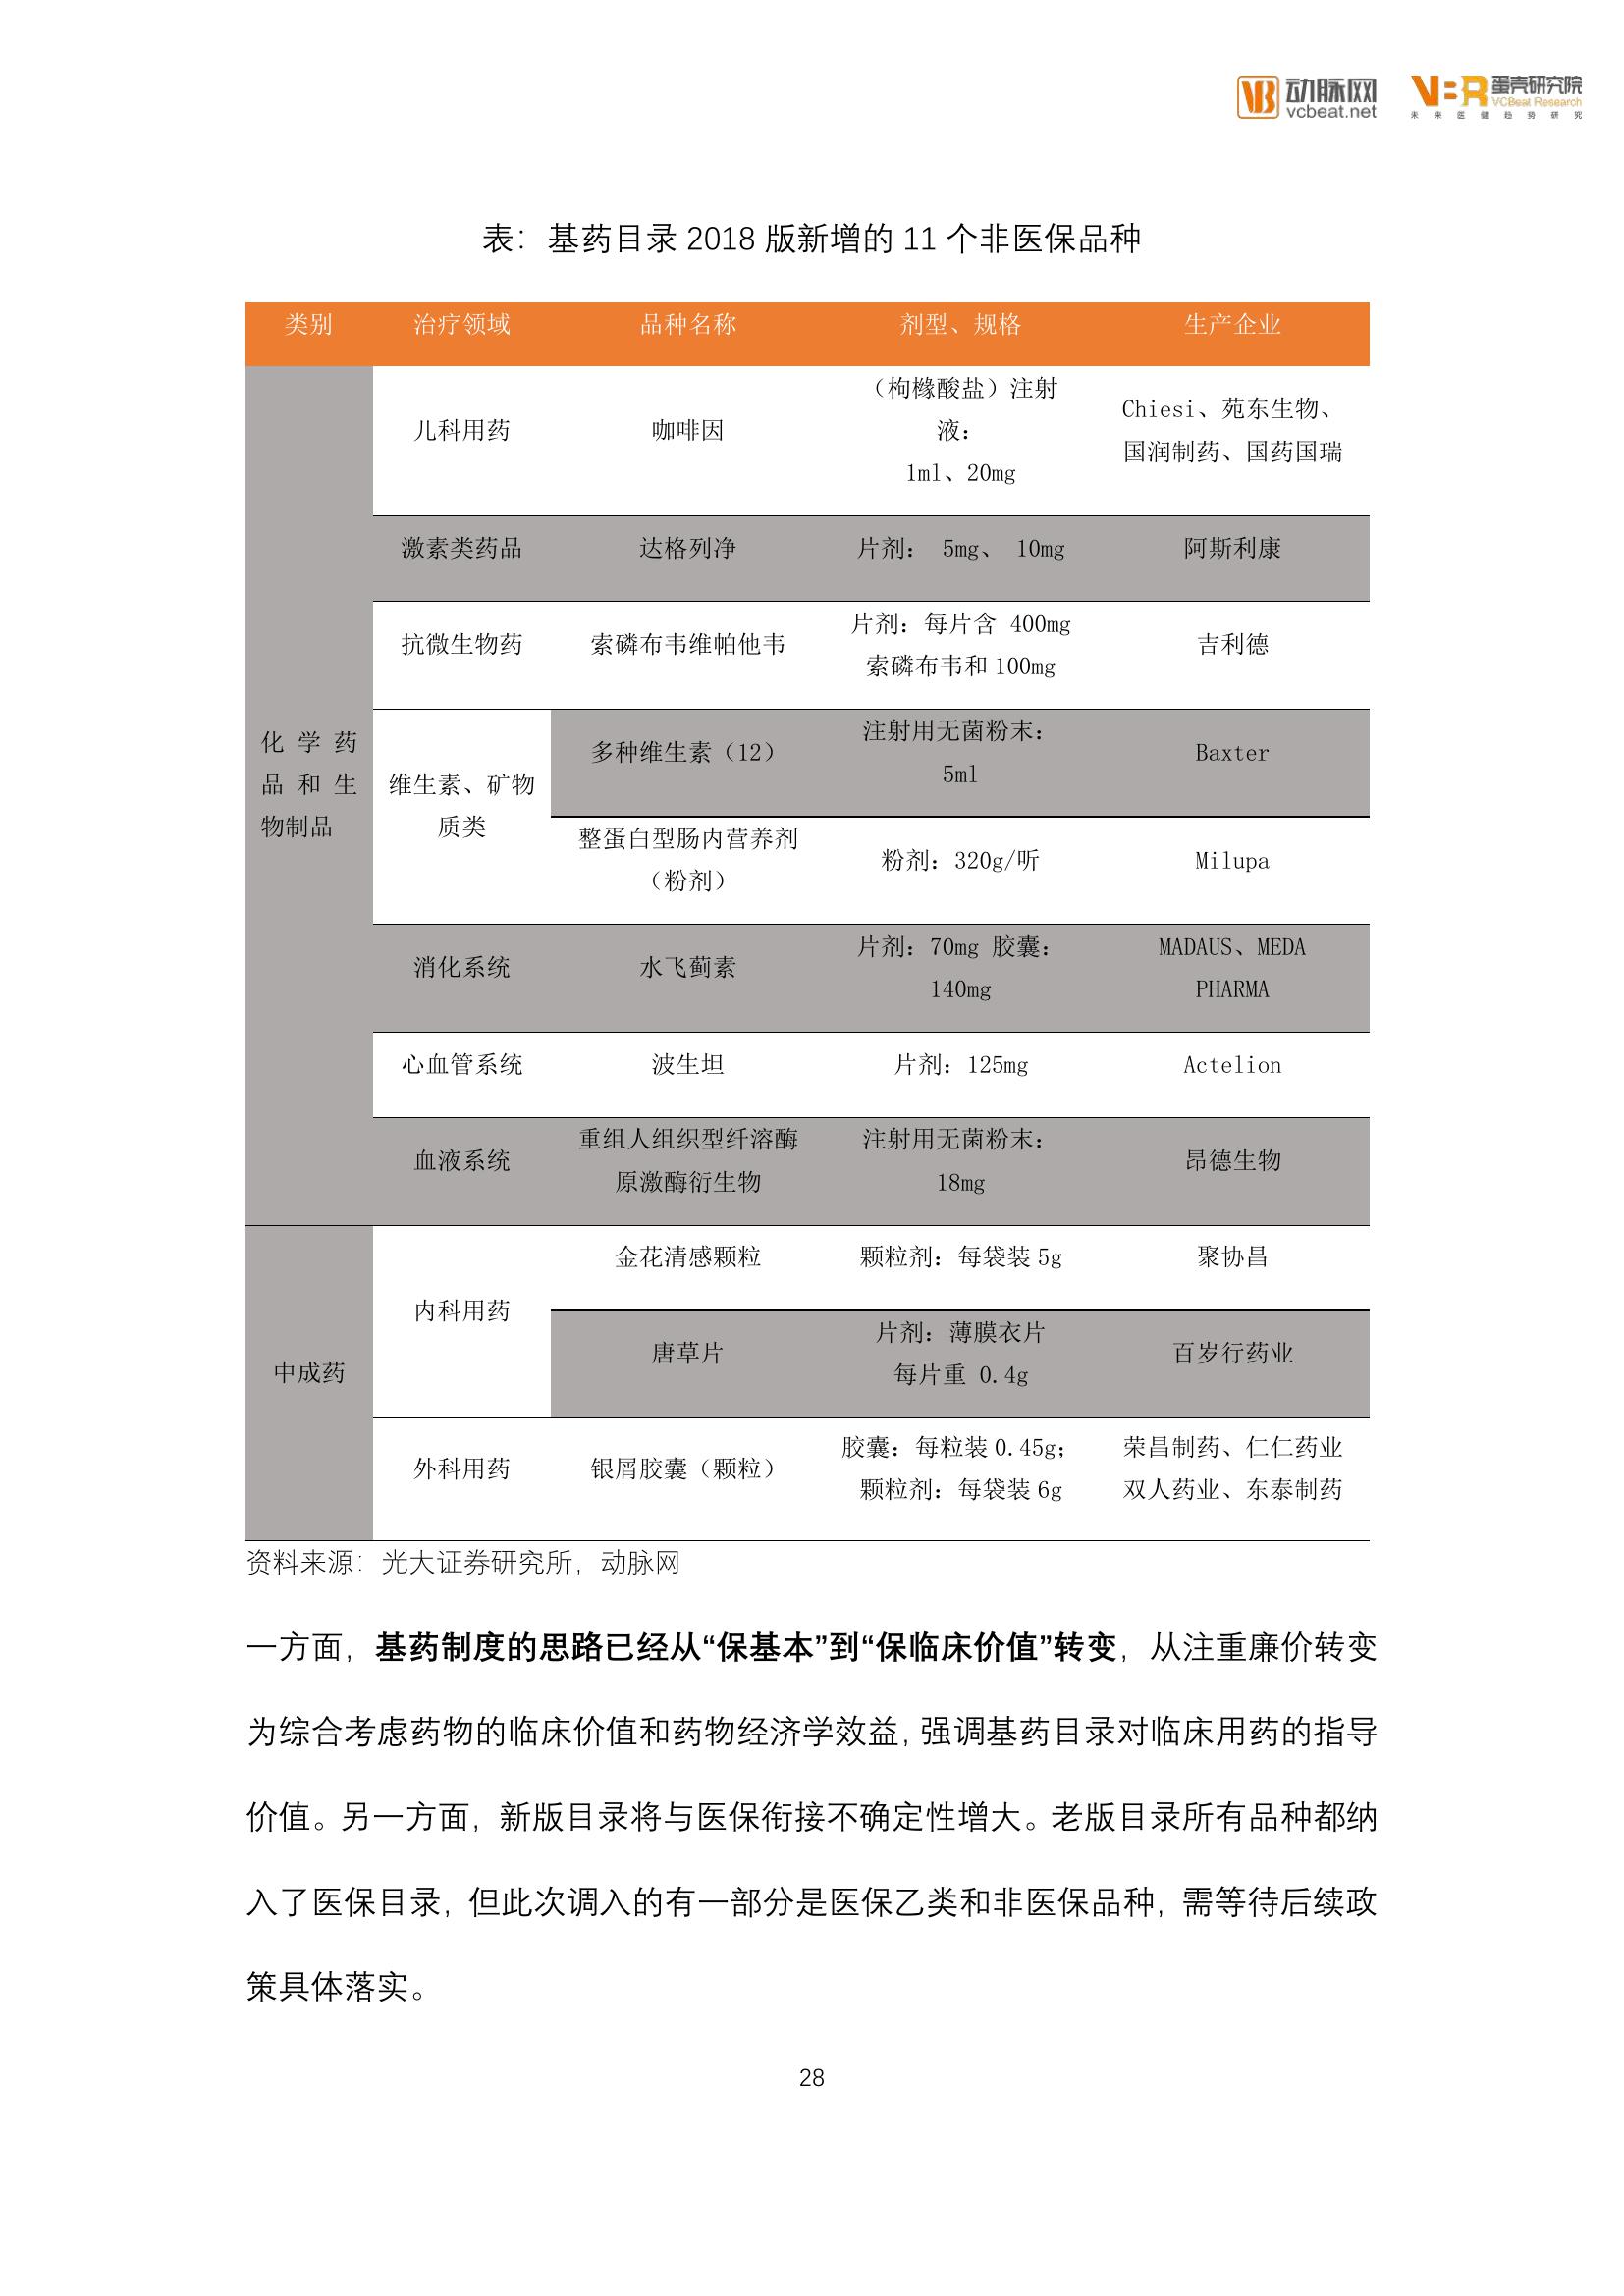 动脉网
vcbeat.net
VBR 蛋壳研究院
VCBeat Research
未来医健趋势研究
表：基药目录 2018 版新增的 11 个非医保品种
类别 治疗领域 品种名称 剂型、规格 生产企业
化学药
品和生
物制品
儿科用药 咖啡因
（枸橼酸盐）注射
液：
1ml、20mg
Chiesi、苑东生物、
国润制药、国药国瑞
激素类药品 达格列净 片剂： 5mg、 10mg 阿斯利康
抗微生物药 索磷布韦维帕他韦
片剂：每片含 400mg
索磷布韦和 100mg
吉利德
维生素、矿物
质类
多种维生素（12）
注射用无菌粉末：
5ml
Baxter
整蛋白型肠内营养剂
（粉剂）
粉剂：320g/听
Milupa
消化系统 水飞蓟素
片剂：70mg 胶囊：
140mg
MADAUS、MEDA
PHARMA
心血管系统 波生坦 片剂：125mg Actelion
血液系统
重组人组织型纤溶酶
原激酶衍生物
注射用无菌粉末：
18mg
昂德生物
中成药
内科用药
金花清感颗粒 颗粒剂：每袋装 5g 聚协昌
唐草片
片剂：薄膜衣片
每片重 0.4g
百岁行药业
外科用药 银屑胶囊（颗粒）
胶囊：每粒装 0.45g；
颗粒剂：每袋装 6g
荣昌制药、仁仁药业
双人药业、东泰制药
资料来源：光大证券研究所，动脉网
一方面，基药制度的思路已经从“保基本”到“保临床价值”转变，从注重廉价转变
为综合考虑药物的临床价值和药物经济学效益，强调基药目录对临床用药的指导
价值。另一方面，新版目录将与医保衔接不确定性增大。老版目录所有品种都纳
入了医保目录，但此次调入的有一部分是医保乙类和非医保品种，需等待后续政
策具体落实。
28